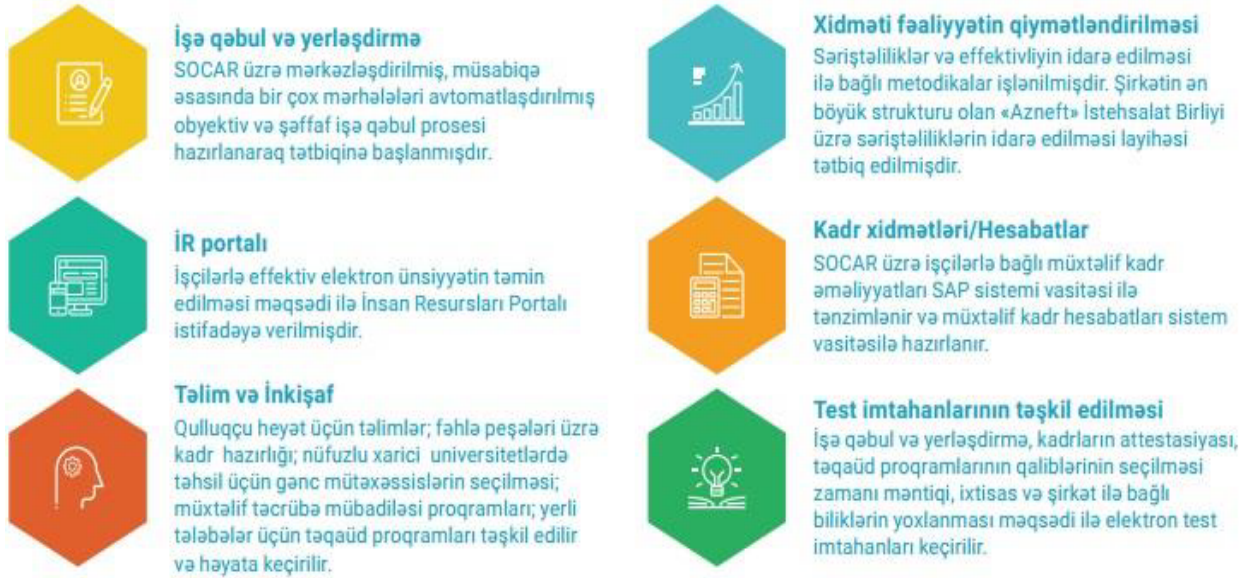 İşə qəbul və yerləşdirmə
SOCAR üzrə mərkəzləşdirilmiş, müsabiqə
əsasında bir çox mərhələləri avtomatlaşdırılmış
obyektiv və şəffaf işə qəbul prosesi
hazırlanaraq tətbiqinə başlanmışdır.
İR portalı
İşçilərlə effektiv elektron ünsiyyətin təmin
edilməsi məqsədi ilə İnsan Resursları Portalı
istifadəyə verilmişdir.
Təlim və İnkişaf
Qulluqçu heyət üçün təlimlər; fəhlə peşələri üzrə
kadr hazırlığı; nüfuzlu xarici universitetlərdə
təhsil üçün gənc mütəxəssislərin seçilməsi;
müxtəlif təcrübə mübadiləsi proqramları; yerli
tələbələr üçün təqaüd proqramları təşkil edilir
və həyata keçirilir.
Xidməti fəaliyyətin qiymətləndirilməsi
Səriştəliliklər və effektivliyin idarə edilməsi
ilə bağlı metodikalar işlənilmişdir. Şirkətin ən
böyük strukturu olan «Azneft» İstehsalat Birliyi
üzrə səriştəliliklərin idarə edilməsi layihəsi
tətbiq edilmişdir.
Kadr xidmətləri/Hesabatlar
SOCAR üzrə işçilərlə bağlı müxtəlif kadr
əməliyyatları SAP sistemi vasitəsi ilə
tənzimlənir və müxtəlif kadr hesabatları sistem
vasitəsilə hazırlanır.
Test imtahanlarının təşkil edilməsi
İşə qəbul və yerləşdirmə, kadrların attestasiyası,
təqaüd proqramlarının qaliblərinin seçilməsi
zamanı məntiqi, ixtisas və şirkət ilə bağlı
biliklərin yoxlanması məqsədi ilə elektron test
imtahanları keçirilir.